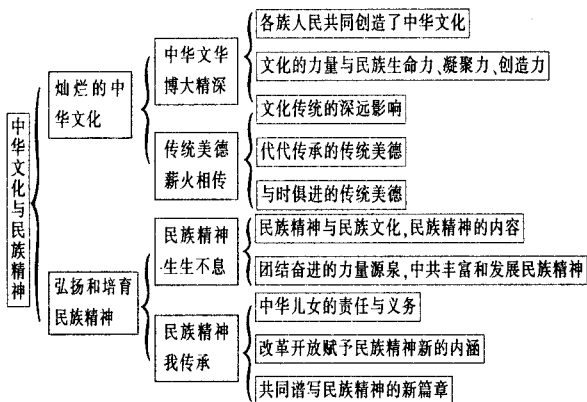 中华文化与民族精神
灿烂的中
华文化
中华文华
博大精深
各族人民共同创造了中华文化
文化的力量与民族生命力、凝聚力、创造力
传统美德
薪火相传
文化传统的深远影响
代代传承的传统美德
与时俱进的传统美德
弘扬和培育
民族精神
民族精神
生生不息
民族精神与民族文化,民族精神的内容
团结奋进的力量源泉,中共丰富和发展民族精神
民族精神
我传承
中华儿女的责任与义务
改革开放赋予民族精神新的内涵
共同谱写民族精神的新篇章